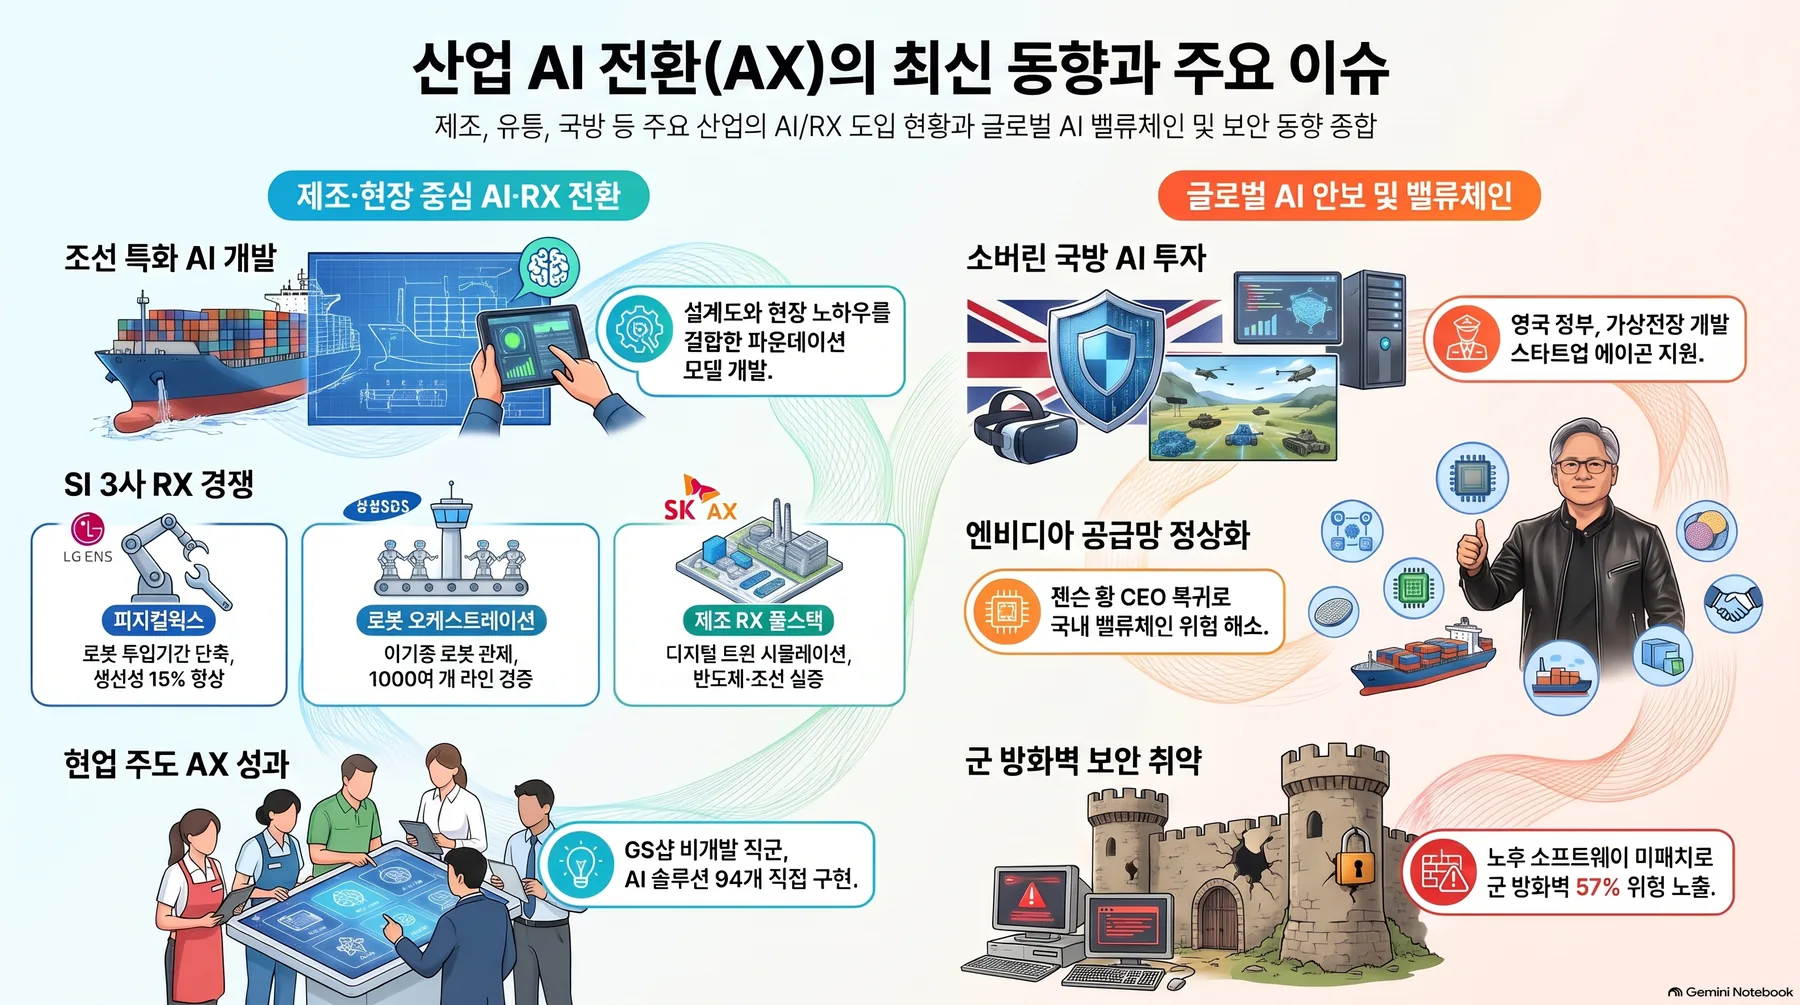 산업 AI 전환(AX)의 최신 동향과 주요 이슈
제조, 유틍, 국방 등 주요 산업의 AI/RX 도입 현황과 글로벌 AI 밸류체인 및 보안 동향 종합
제조·현장 중심 AI·RX 전환
조선 특화 AI 개발
설계도와 현장 노하우를
결합한 파운데이션
모델 개발.
SI 3사 RX 경쟁
LG ENS
피지컬웍스
로봇 투입기간 단축,
생선성 15% 항상
삼성SDS
로봇 오케스트레이션
이기종 로봇 관제,
1000여 개 라인 경증
SK AX
제조 RX 풀스택
디지털 트윈 시뮬레이션,
반도체·조선 실증
현업 주도 AX 성과
GS샵 비개발 직군,
AI 솔루션 94개 직접 구현.
글로벌 AI 안보 및 밸류체인
소버린 국방 AI 투자
영국 정부, 가상전장 개발
스타트업 에이곤 지원.
엔비디아 공급망 정상화
젠슨 황 CEO 복귀로
국내 밸류체인 위험 해소.
군 방화벽 보안 취약
노후 소프트웨이 미패치로
군 방화벽 57% 위험 노출.
Gemini Notebook